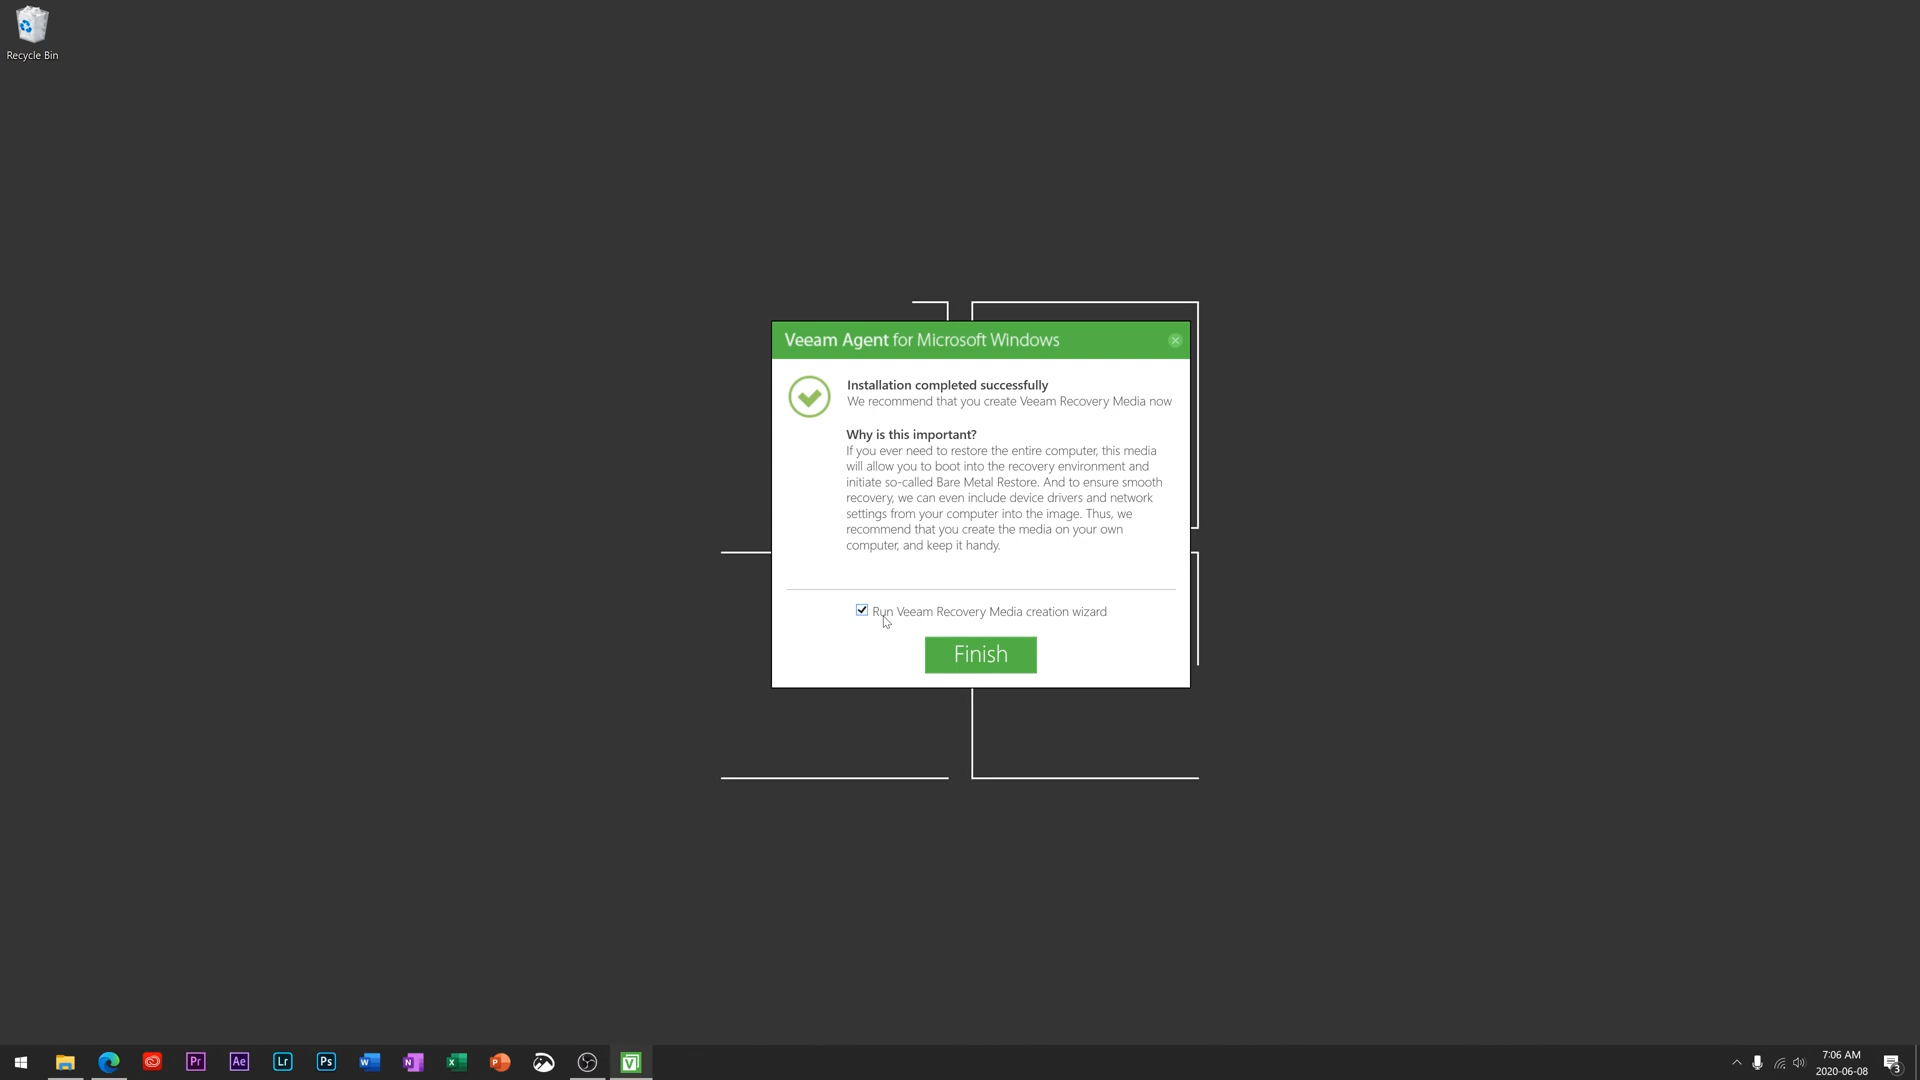 Recycle Bin
Veeam Agent for Microsoft Windows
Installation completed successfully
We recommend that you create Veeam Recovery Media now
Why is this important?
If you ever need to restore the entire computer, this media
will allow you to boot into the recovery environment and
initiate so-called Bare Metal Restore. And to ensure smooth
recovery, we can even include device drivers and network
settings from your computer into the image. Thus, we
recommend that you create the media on your own
computer, and keep it handy.
Run Veeam Recovery Media creation wizard
Finish
Pr
Ae
Lr
Ps
W
N
X
P
V
7:06 AM
2020-06-08
3